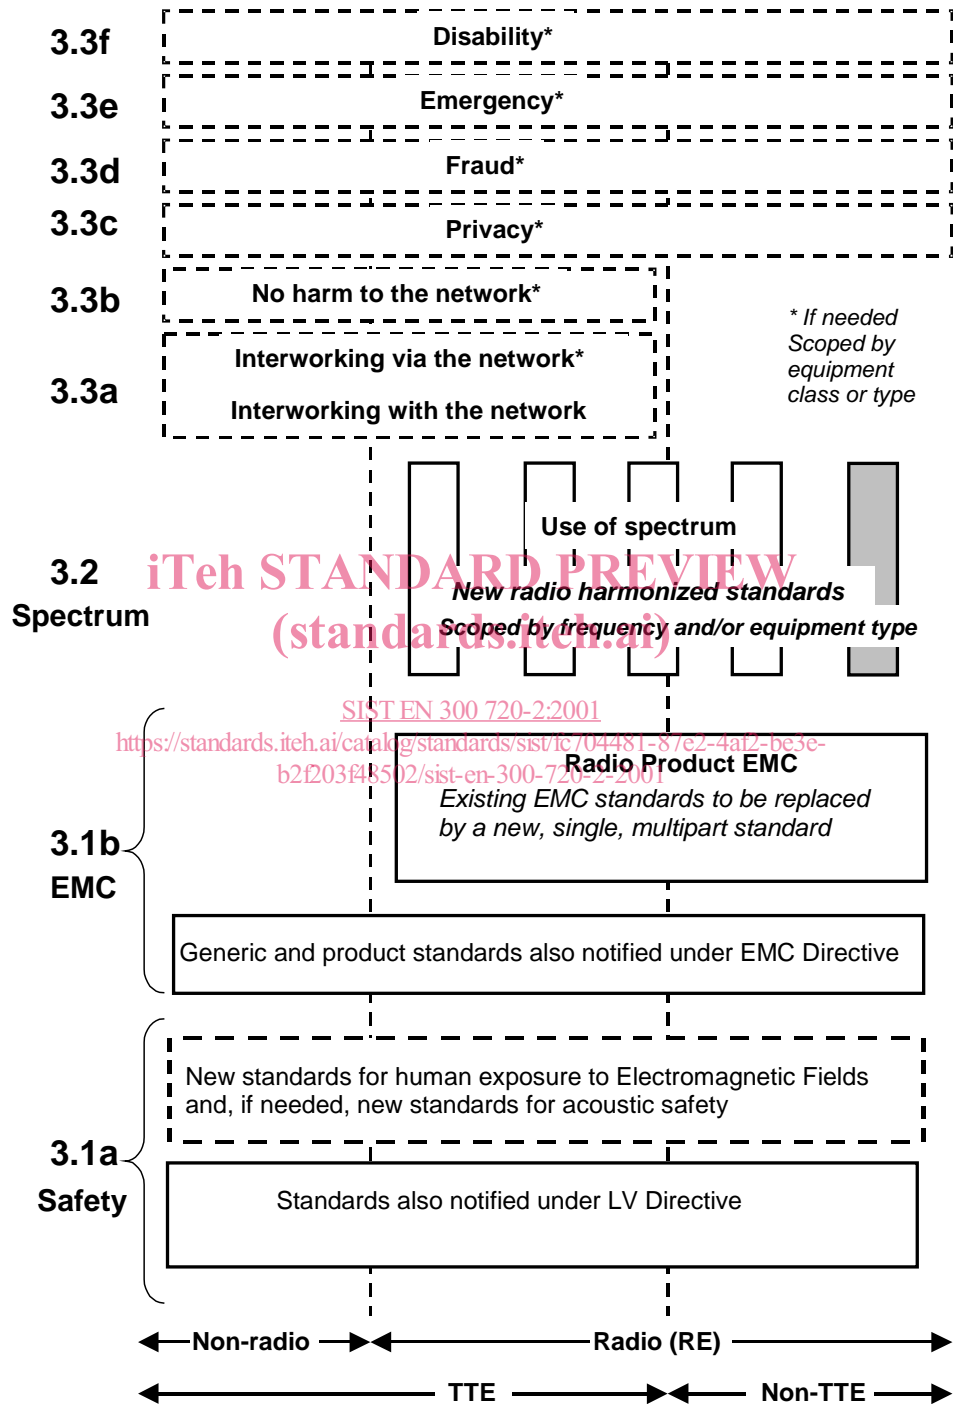 3.3f
Disability*
3.3e
Emergency*
3.3d
Fraud*
3.3c
Privacy*
3.3b
No harm to the network*
* If needed
Scoped by
equipment
class or type
3.3a
Interworking via the network*
Interworking with the network
Use of spectrum
3.2
Spectrum
iTeh STANDARD PREVIEW
New radio harmonized standards
(standards.iteh.ai)
Scoped by frequency and/or equipment type
SIST EN 300 720-2:2001
https://standards.iteh.ai/catalog/standards/sist/fc704481-87e2-4af2-be3e-
b2f203f48502/sist-en-300-720-2-2001
Radio Product EMC
Existing EMC standards to be replaced
by a new, single, multipart standard
3.1b
EMC
Generic and product standards also notified under EMC Directive
New standards for human exposure to Electromagnetic Fields
and, if needed, new standards for acoustic safety
3.1a
Safety
Standards also notified under LV Directive
Non-radio
Radio (RE)
TTE
Non-TTE